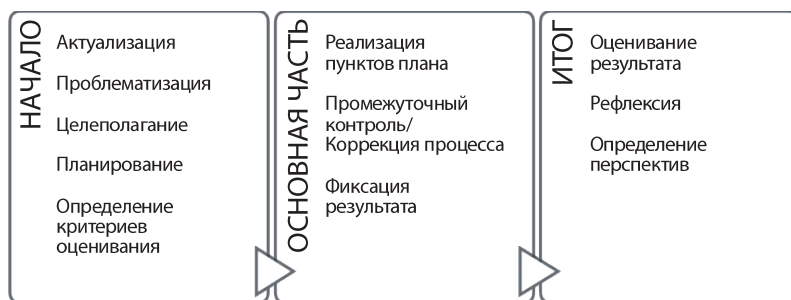 НАЧАЛО
Актуализация
Проблематизация
Целеполагание
Планирование
Определение
критериев
оценивания
ОСНОВНАЯ ЧАСТЬ
Реализация
пунктов плана
Промежуточный
контроль/
Коррекция процесса
Фиксация
результата
ИТОГ
Оценивание
результата
Рефлексия
Определение
перспектив